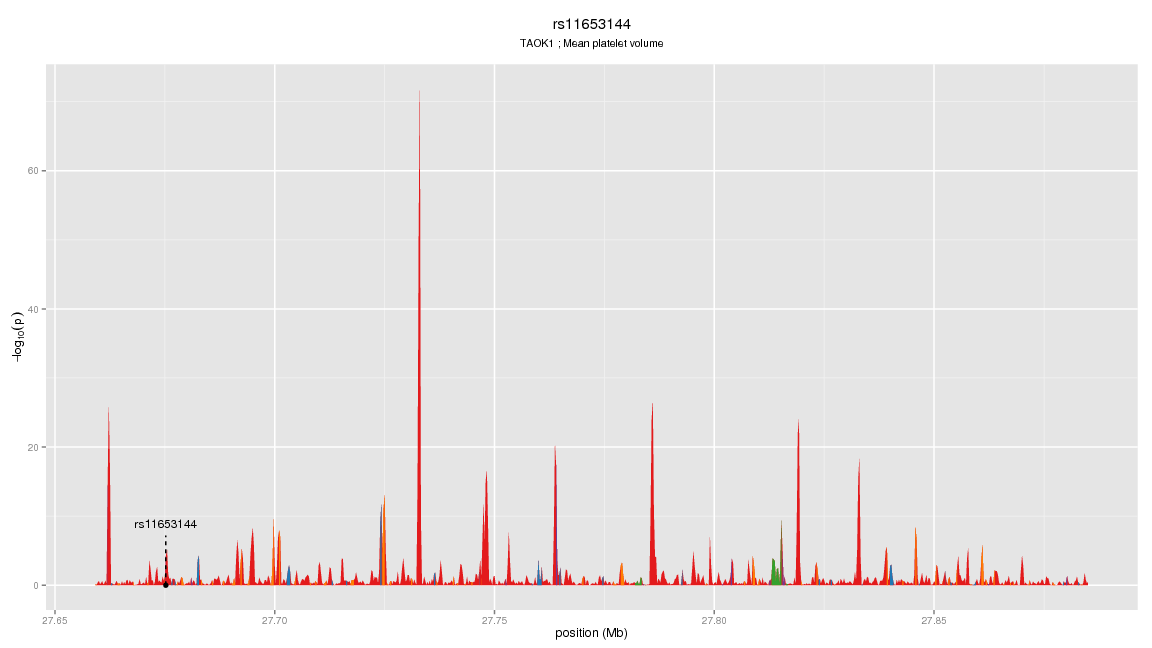 rs11653144
TAOK1 ; Mean platelet volume
−log10(p)
60
40
20
0
rs11653144
27.65
27.70
27.75
27.80
27.85
position (Mb)